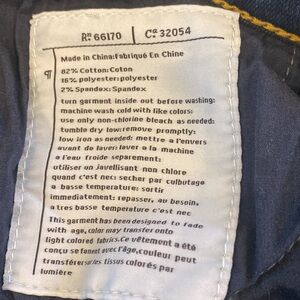 RN 66170 | CA 32054
Made in China:Fabriqué En Chine
¶ 82% Cotton:Coton
16% polyester:polyester
2% Spandex:Spandex
turn garment inside out before washing:
machine wash cold with like colors:
use only non-chlorine bleach as needed:
tumble dry low:remove promptly:
low iron as needed: mettre a l'envers
avant de laver: laver a la machine
a l'eau froide separement:
utiliser un Javellisant non chlore
quand c'est nec: secher par culbutage
a basse temperature: sortir
immediatement: repasser, au besoin,
a tres basse temperature c'est nec
This garment has been designed to fade
with age, color may transfer onto
light colored fabrics.Ce vêtement a été
conçu se faner avec l'âge,couleur peut
transférer les tissus colorés par
lumière